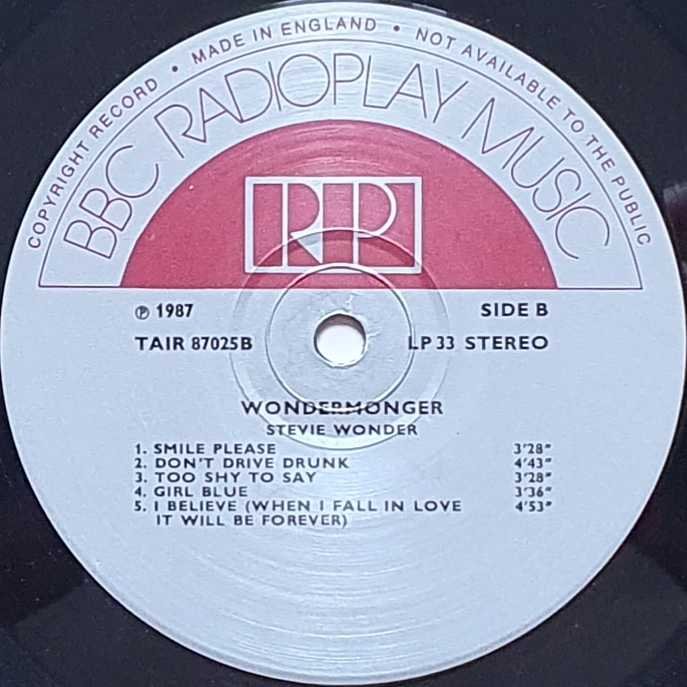 COPYRIGHT RECORD • MADE IN ENGLAND • NOT AVAILABLE TO THE PUBLIC
BBC RADIOPLAY MUSIC
RP
℗ 1987 SIDE B
TAIR 87025B LP 33 STEREO
WONDERMONGER
STEVIE WONDER
1. SMILE PLEASE 3'28"
2. DON'T DRIVE DRUNK 4'43"
3. TOO SHY TO SAY 3'28"
4. GIRL BLUE 3'36"
5. I BELIEVE (WHEN I FALL IN LOVE 4'53"
IT WILL BE FOREVER)